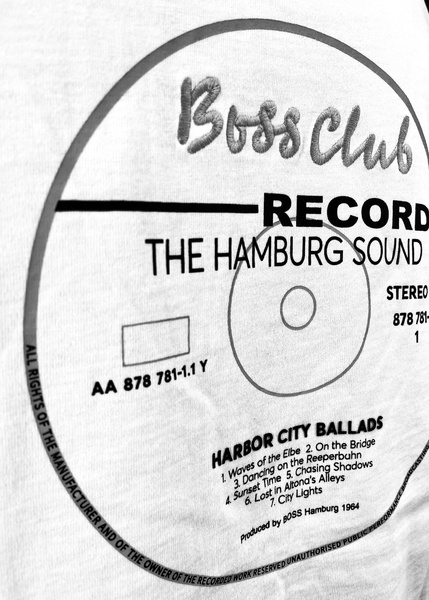 Boss Club
RECORD
THE HAMBURG SOUND
STEREO
878 781-
1
AA 878 781-1.1 Y
HARBOR CITY BALLADS
1. Waves of the Elbe 2. On the Bridge
3. Dancing on the Reeperbahn
4. Sunset Time 5. Chasing Shadows
6. Lost in Altona's Alleys
7. City Lights
Produced by BOSS Hamburg 1964
ALL RIGHTS OF THE MANUFACTURER AND OF THE OWNER OF THE RECORDED WORK RESERVED UNAUTHORISED PUBLIC PERFORMANCE